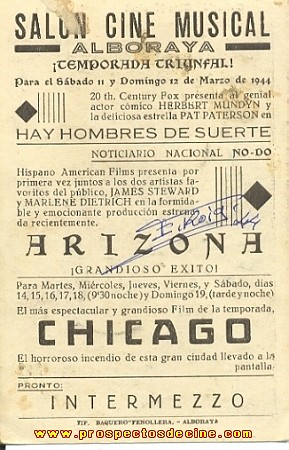 SALON CINE MUSICAL
ALBORAYA
¡TEMPORADA TRIUNFAL!
Para el Sábado 11 y Domingo 12 de Marzo de 1944
20 th. Century Fox presenta al genial
actor cómico HERBERT MUNDYN y
la deliciosa estrella PAT PATERSON en
HAY HOMBRES DE SUERTE
NOTICIARIO NACIONAL NO-DO
Hispano American Films presenta por
primera vez juntos a los dos artistas favo-
ritos del público, JAMES STEWARD
y MARLENE DIETRICH en la formida-
ble y emocionante producción estrena-
da recientemente.
ARIZONA
¡GRANDIOSO EXITO!
Para Martes, Miércoles, Jueves, Viernes, y Sábado, días
14, 15, 16, 17, 18, (9'30 noche) y Domingo 19, (tarde y noche)
El más espectacular y grandioso Film de la temporada,
CHICAGO
El horroroso incendio de esta gran ciudad llevado a la
pantalla
PRONTO:
INTERMEZZO
TIP. BAQUERO-FENOLLERA. - ALBORAYA
www.prospectosdecine.com